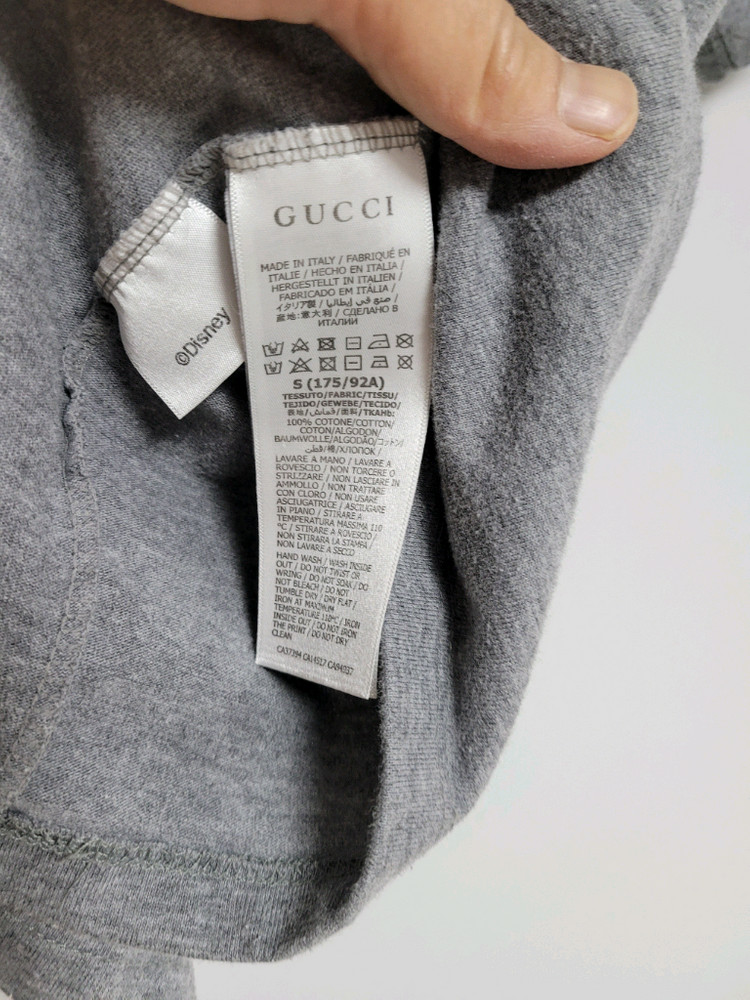 GUCCI
MADE IN ITALY / FABRIQUÉ EN
ITALIE / HECHO EN ITALIA /
HERGESTELLT IN ITALIEN /
FABRICADO EM ITÁLIA /
イタリア製 / صنع في إيطاليا /
産地:意大利 / СДЕЛАНО В
ИТАЛИИ
S (175/92A)
TESSUTO/FABRIC/TISSU/
TEJIDO/GEWEBE/TECIDO/
表地/قماش/面料/ТКАНЬ:
100% COTONE/COTTON/
COTON/ALGODON/
BAUMWOLLE/ALGODÃO/コットン/
قطن/棉/ХЛОПОК /
LAVARE A MANO / LAVARE A
ROVESCIO / NON TORCERE O
STRIZZARE / NON LASCIARE IN
AMMOLLO / NON TRATTARE
CON CLORO / NON USARE
ASCIUGATRICE / ASCIUGARE
IN PIANO / STIRARE A
TEMPERATURA MASSIMA 110
°C / STIRARE A ROVESCIO /
NON STIRARA LA STAMPA /
NON LAVARE A SECCO
HAND WASH / WASH INSIDE
OUT / DO NOT TWIST OR
WRING / DO NOT SOAK / DO
NOT BLEACH / DO NOT
TUMBLE DRY / DRY FLAT /
IRON AT MAXIMUM
TEMPERATURE 110°C / IRON
INSIDE OUT / DO NOT IRON
THE PRINT / DO NOT DRY
CLEAN
CA37394 CA14517 CA94037
©Disney